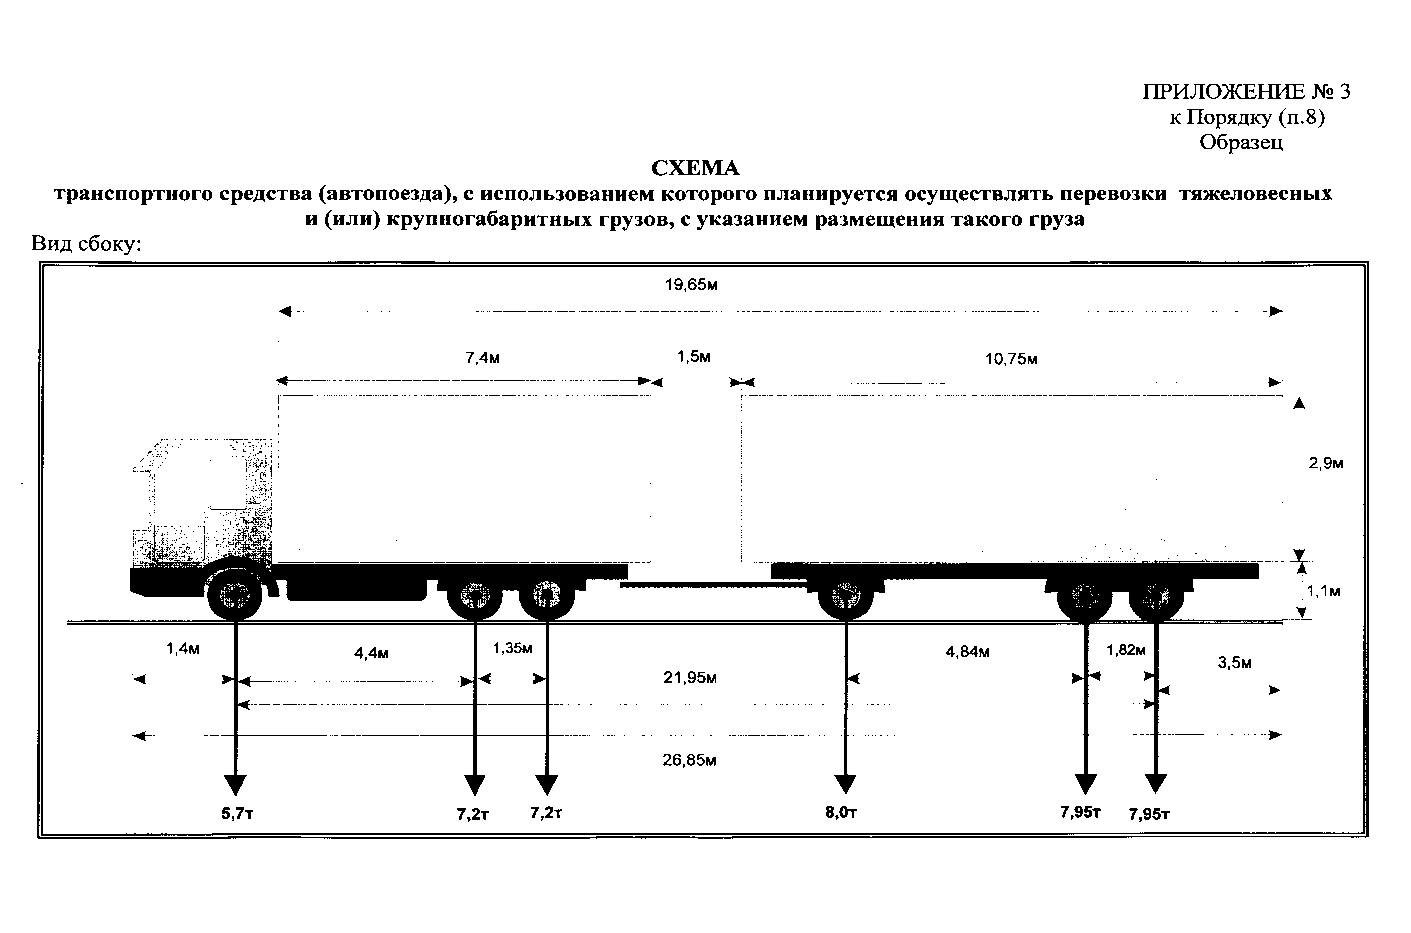 ПРИЛОЖЕНИЕ № 3
к Порядку (п.8)
Образец
СХЕМА
транспортного средства (автопоезда), с использованием которого планируется осуществлять перевозки тяжеловесных
и (или) крупногабаритных грузов, с указанием размещения такого груза
Вид сбоку:
19,65м
7,4м 1,5м 10,75м
2,9м
1,1м
1,4м 4,4м 1,35м 21,95м 4,84м 1,82м 3,5м
26,85м
5,7т 7,2т 7,2т 8,0т 7,95т 7,95т